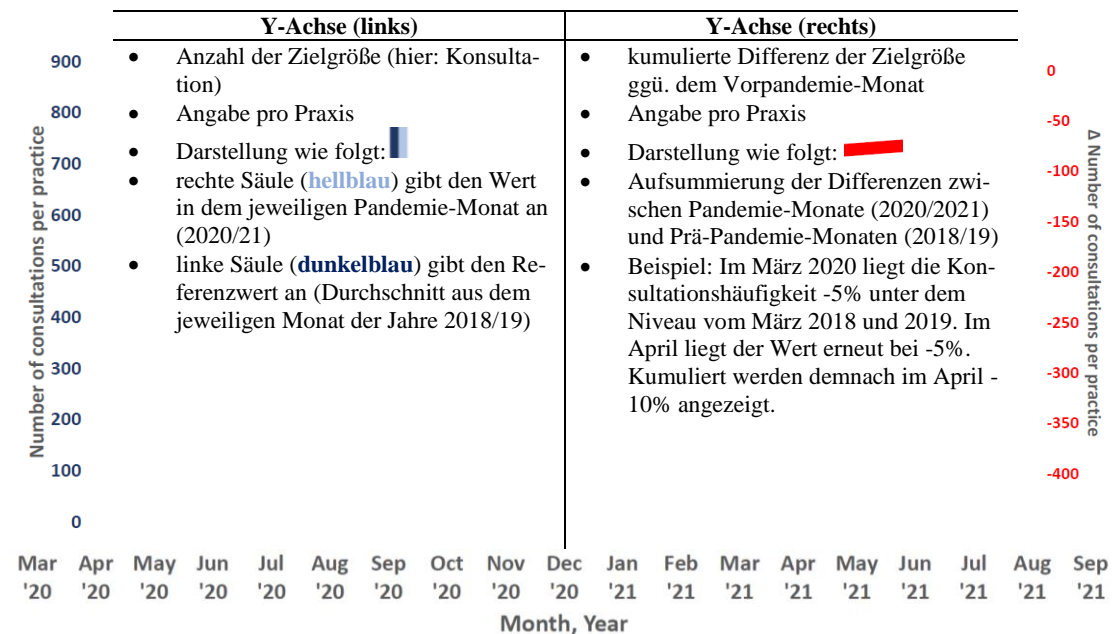 Y-Achse (links)
• Anzahl der Zielgröße (hier: Konsulta-
tion)
• Angabe pro Praxis
• Darstellung wie folgt:
• rechte Säule (hellblau) gibt den Wert
in dem jeweiligen Pandemie-Monat an
(2020/21)
• linke Säule (dunkelblau) gibt den Re-
ferenzwert an (Durchschnitt aus dem
jeweiligen Monat der Jahre 2018/19)
Y-Achse (rechts)
• kumulierte Differenz der Zielgröße
ggü. dem Vorpandemie-Monat
• Angabe pro Praxis
• Darstellung wie folgt:
• Aufsummierung der Differenzen zwi-
schen Pandemie-Monate (2020/2021)
und Prä-Pandemie-Monaten (2018/19)
• Beispiel: Im März 2020 liegt die Kon-
sultationshäufigkeit -5% unter dem
Niveau vom März 2018 und 2019. Im
April liegt der Wert erneut bei -5%.
Kumuliert werden demnach im April -
10% angezeigt.
Number of consultations per practice
900
800
700
600
500
400
300
200
100
0
0
-50
-100
-150
-200
-250
-300
-350
-400
Δ Number of consultations per practice
Mar Apr May Jun Jul Aug Sep Oct Nov Dec Jan Feb Mar Apr May Jun Jul Aug Sep
'20 '20 '20 '20 '20 '20 '20 '20 '20 '20 '21 '21 '21 '21 '21 '21 '21 '21 '21
Month, Year